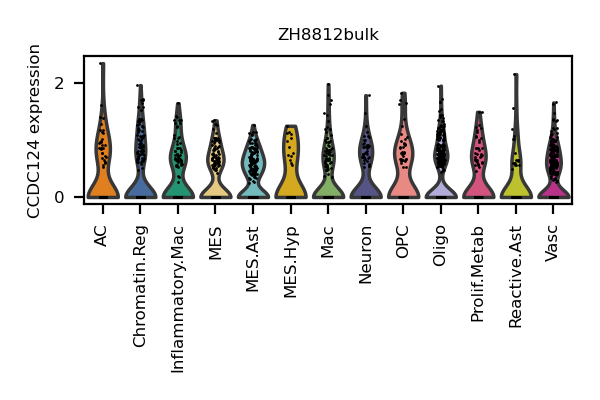 ZH8812bulk
CCDC124 expression
2
0
AC
Chromatin.Reg
Inflammatory.Mac
MES
MES.Ast
MES.Hyp
Mac
Neuron
OPC
Oligo
Prolif.Metab
Reactive.Ast
Vasc